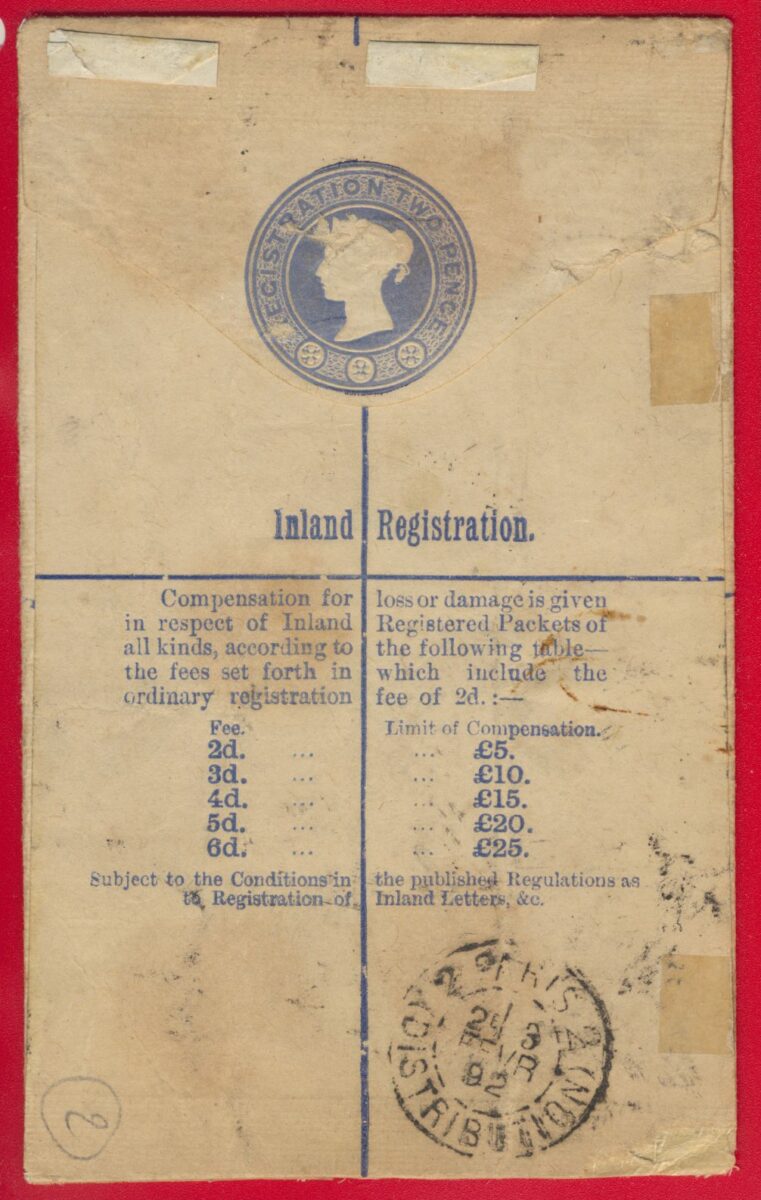 REGISTRATION TWO PENCE
Inland Registration.
Compensation for loss or damage is given
in respect of Inland Registered Packets of
all kinds, according to the following table—
the fees set forth in which include the
ordinary registration fee of 2d. :—
Fee. Limit of Compensation.
2d. ... ... £5.
3d. ... ... £10.
4d. ... ... £15.
5d. ... ... £20.
6d. ... ... £25.
Subject to the Conditions in the published Regulations as
to Registration of Inland Letters, &c.
PARIS 2
DISTRIBUTION
2